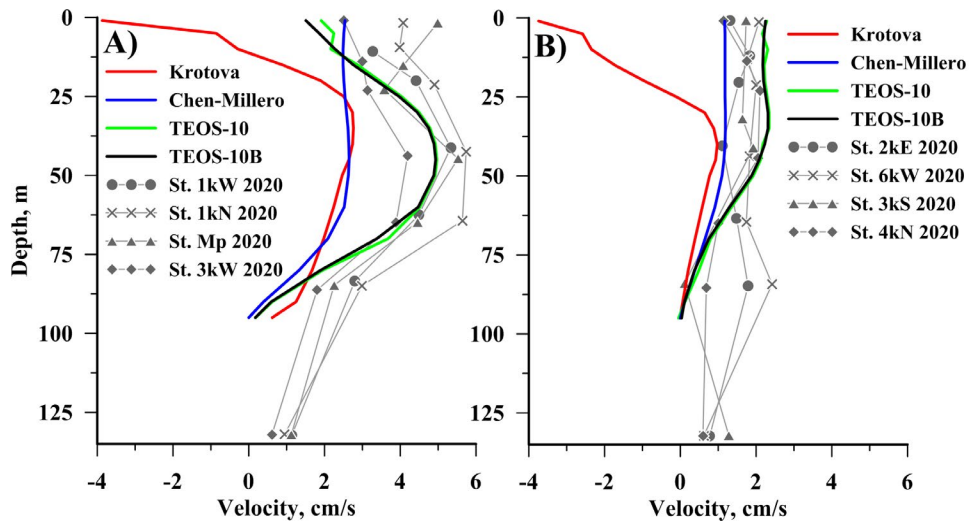 A)
Krotova
Chen-Millero
TEOS-10
TEOS-10B
St. 1kW 2020
St. 1kN 2020
St. Mp 2020
St. 3kW 2020
0
25
50
75
100
125
Depth, m
-4 -2 0 2 4 6
Velocity, cm/s
B)
Krotova
Chen-Millero
TEOS-10
TEOS-10B
St. 2kE 2020
St. 6kW 2020
St. 3kS 2020
St. 4kN 2020
0
25
50
75
100
125
-4 -2 0 2 4 6
Velocity, cm/s